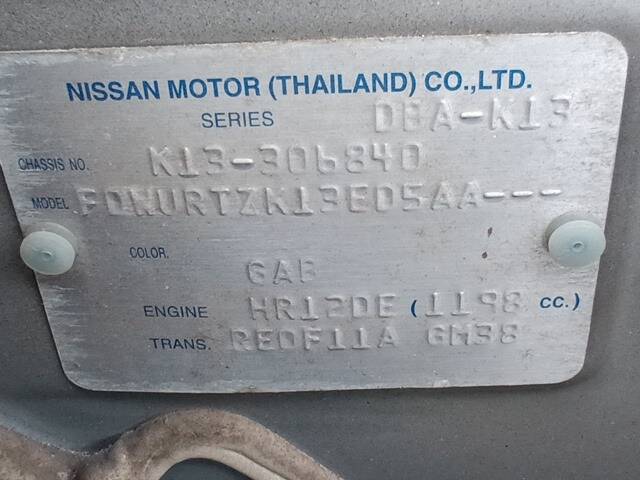 NISSAN MOTOR (THAILAND) CO.,LTD.
SERIES DBA-K13
CHASSIS NO. K13-306840
MODEL FDWURTZK13ED5AA---
COLOR.
GAB
ENGINE HR12DE (1198 CC.)
TRANS. RE0F11A GM38